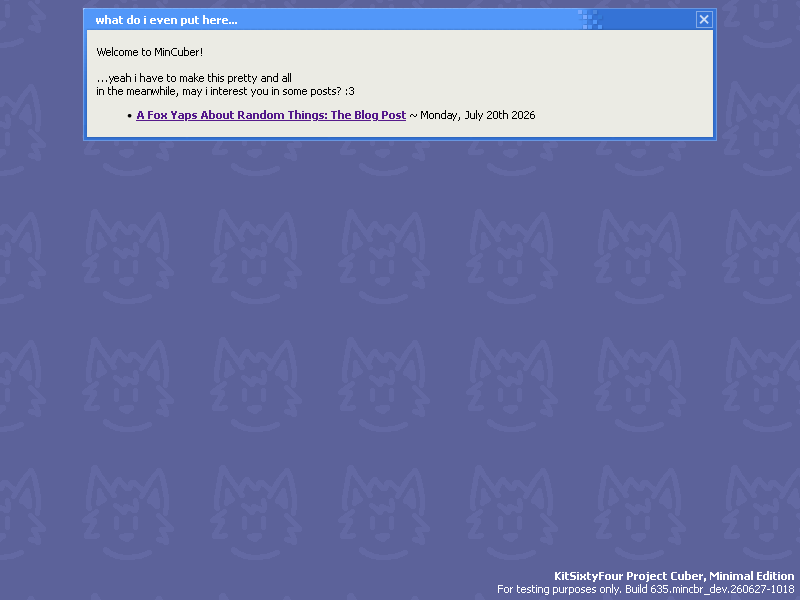 what do i even put here...
Welcome to MinCuber!
...yeah i have to make this pretty and all
in the meanwhile, may i interest you in some posts? :3
• A Fox Yaps About Random Things: The Blog Post ~ Monday, July 20th 2026
KitSixtyFour Project Cuber, Minimal Edition
For testing purposes only. Build 635.mincbr_dev.260627-1018